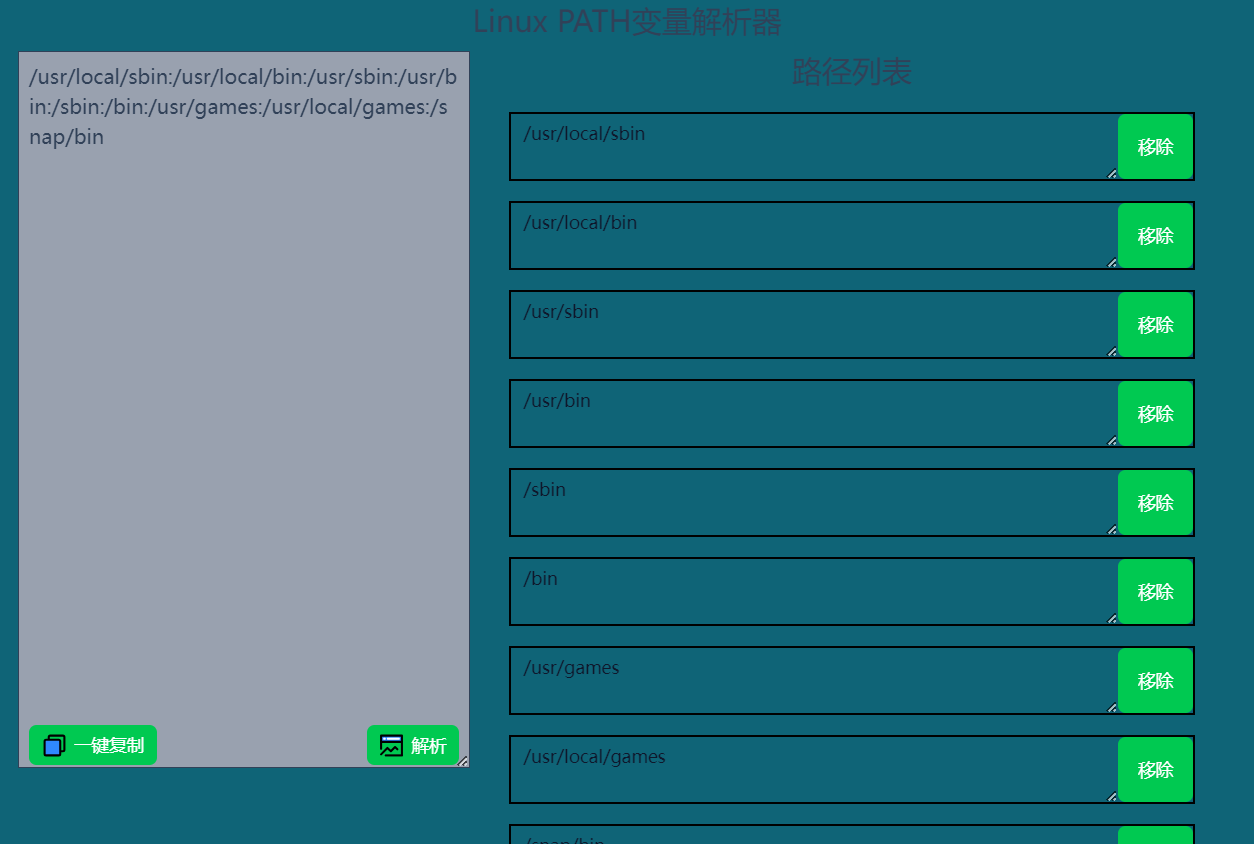 Linux PATH变量解析器
/usr/local/sbin:/usr/local/bin:/usr/sbin:/usr/b
in:/sbin:/bin:/usr/games:/usr/local/games:/s
nap/bin
一键复制
解析
路径列表
/usr/local/sbin
移除
/usr/local/bin
移除
/usr/sbin
移除
/usr/bin
移除
/sbin
移除
/bin
移除
/usr/games
移除
/usr/local/games
移除
/snap/bin